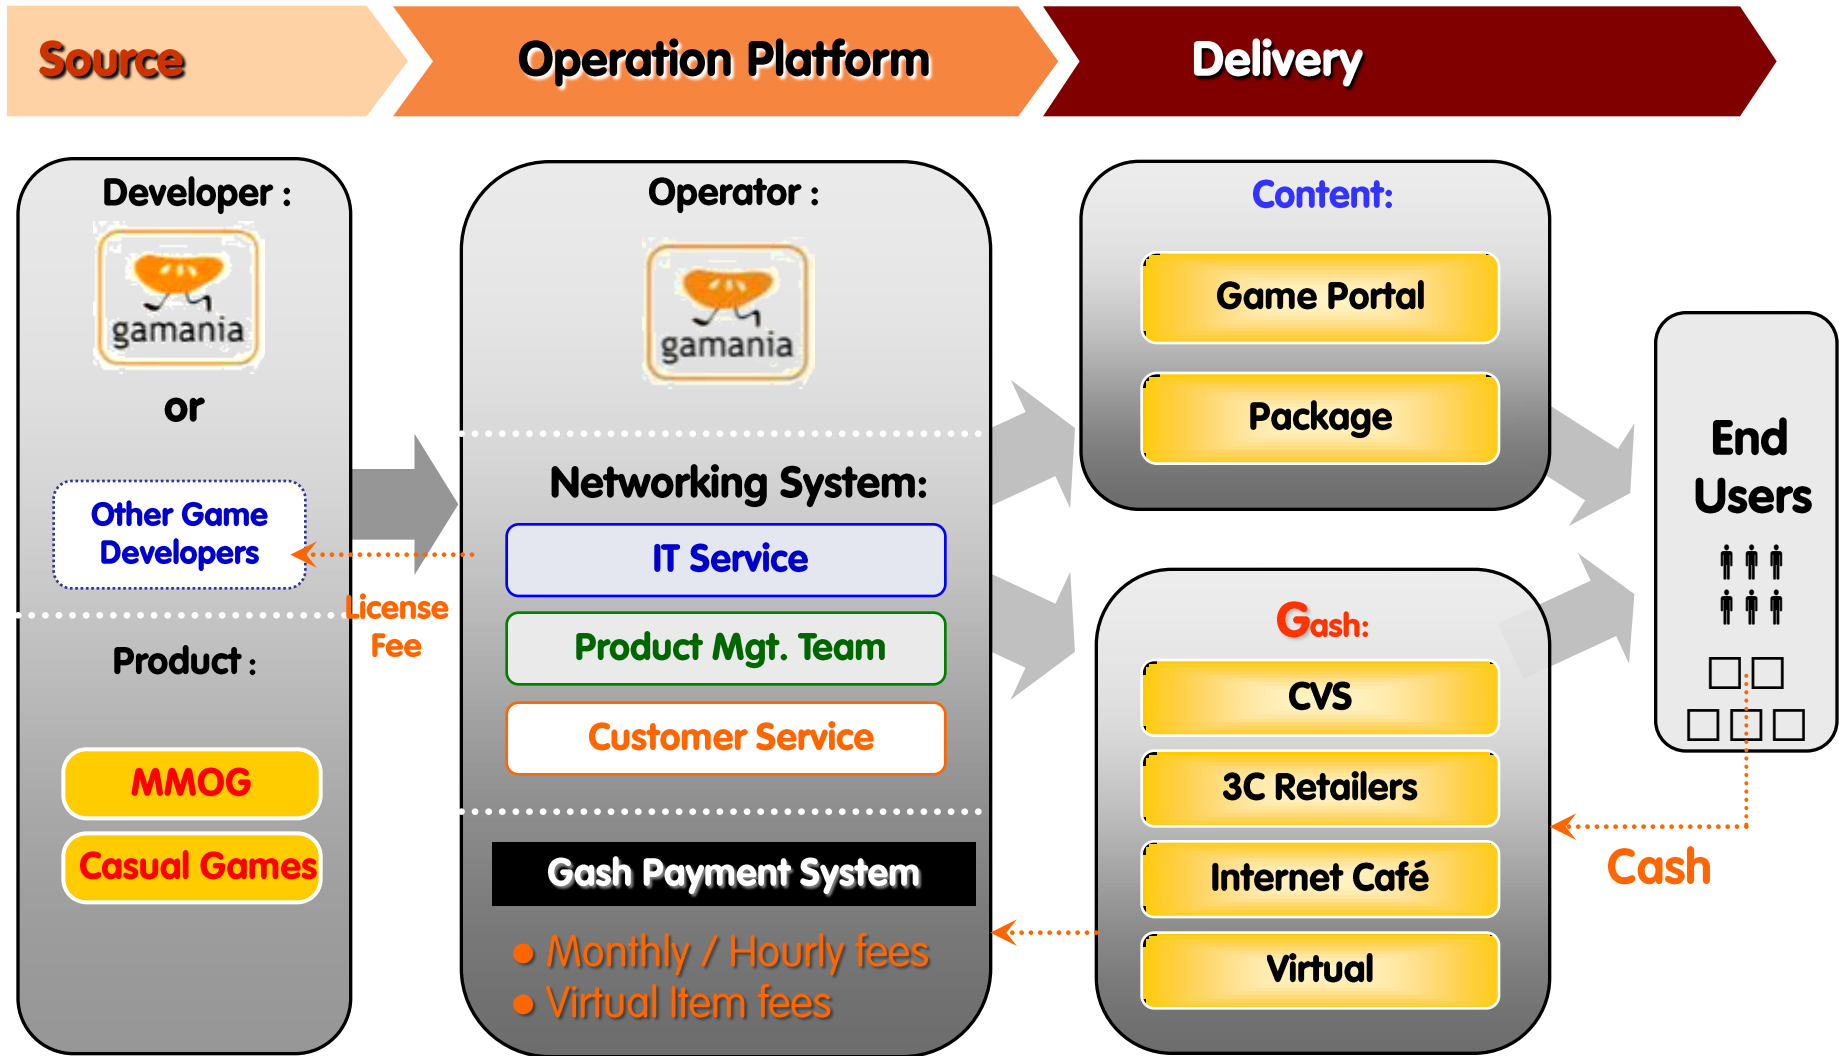 Source
Operation Platform
Delivery
Developer :
gamania
or
Other Game
Developers
Product :
MMOG
Casual Games
License
Fee
Operator :
gamania
Networking System:
IT Service
Product Mgt. Team
Customer Service
Gash Payment System
● Monthly / Hourly fees
● Virtual Item fees
Content:
Game Portal
Package
Gash:
CVS
3C Retailers
Internet Café
Virtual
End
Users
Cash